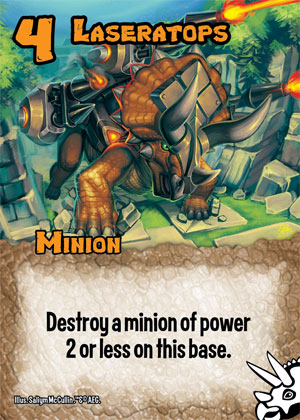 4 Laseratops
Minion
Destroy a minion of power
2 or less on this base.
Illus. Sallym McCullin, ™&© AEG.